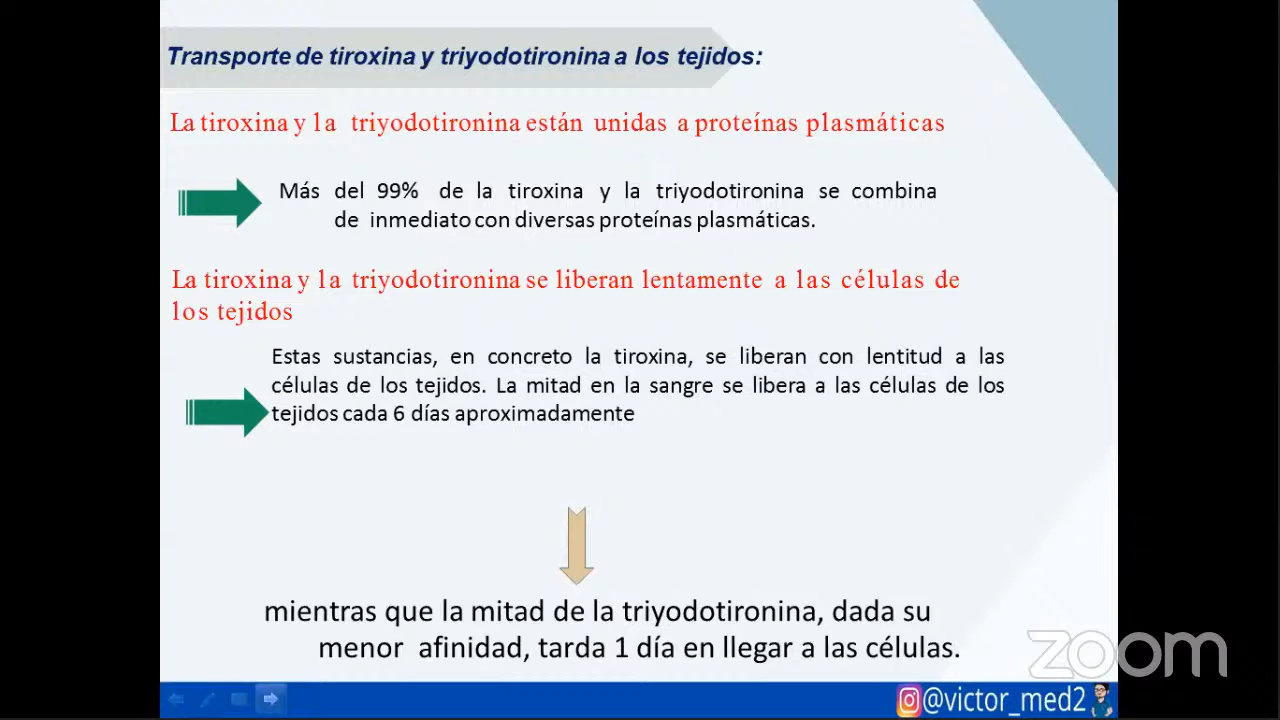 Transporte de tiroxina y triyodotironina a los tejidos:
La tiroxina y la triyodotironina están unidas a proteínas plasmáticas
Más del 99% de la tiroxina y la triyodotironina se combina
de inmediato con diversas proteínas plasmáticas.
La tiroxina y la triyodotironina se liberan lentamente a las células de
los tejidos
Estas sustancias, en concreto la tiroxina, se liberan con lentitud a las
células de los tejidos. La mitad en la sangre se libera a las células de los
tejidos cada 6 días aproximadamente
mientras que la mitad de la triyodotironina, dada su
menor afinidad, tarda 1 día en llegar a las células.
zoom
@victor_med2